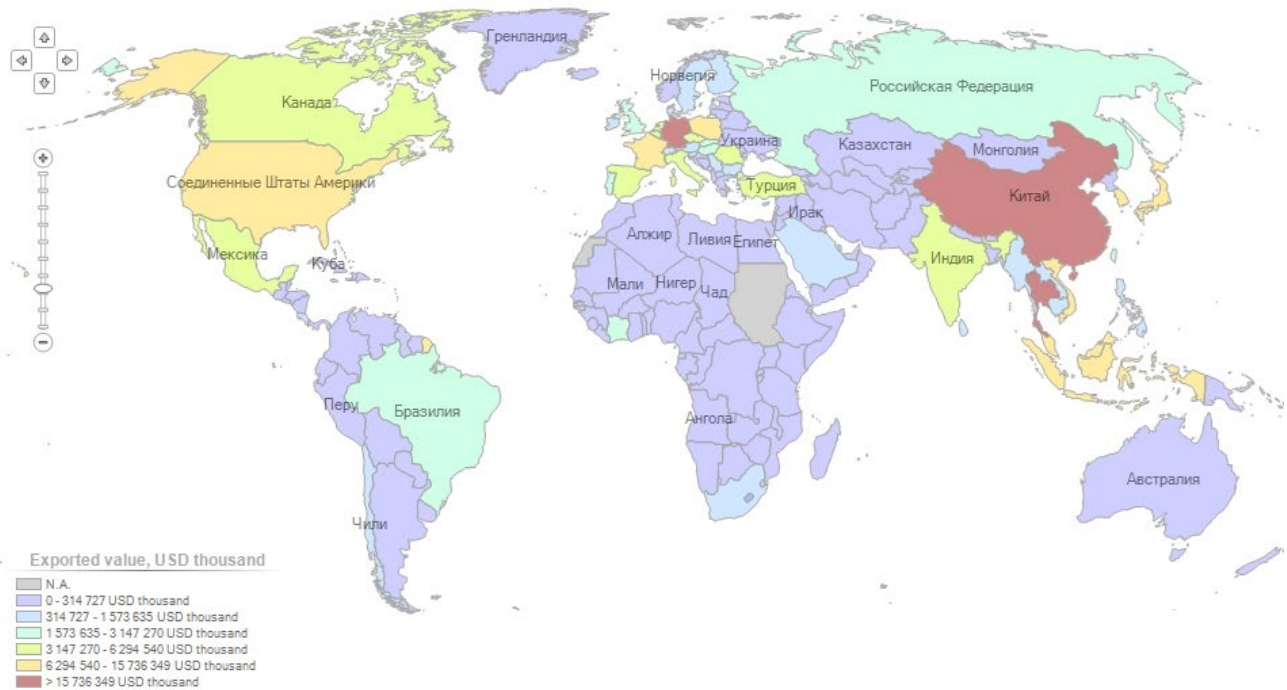 Гренландия
Норвегия
Российская Федерация
Канада
Украина
Казахстан
Монголия
Соединенные Штаты Америки
Турция
Китай
Ирак
Мексика
Куба
Алжир
Ливия
Египет
Индия
Мали
Нигер
Чад
Перу
Бразилия
Ангола
Австралия
Чили
Exported value, USD thousand
N.A.
0 - 314 727 USD thousand
314 727 - 1 573 635 USD thousand
1 573 635 - 3 147 270 USD thousand
3 147 270 - 6 294 540 USD thousand
6 294 540 - 15 736 349 USD thousand
> 15 736 349 USD thousand